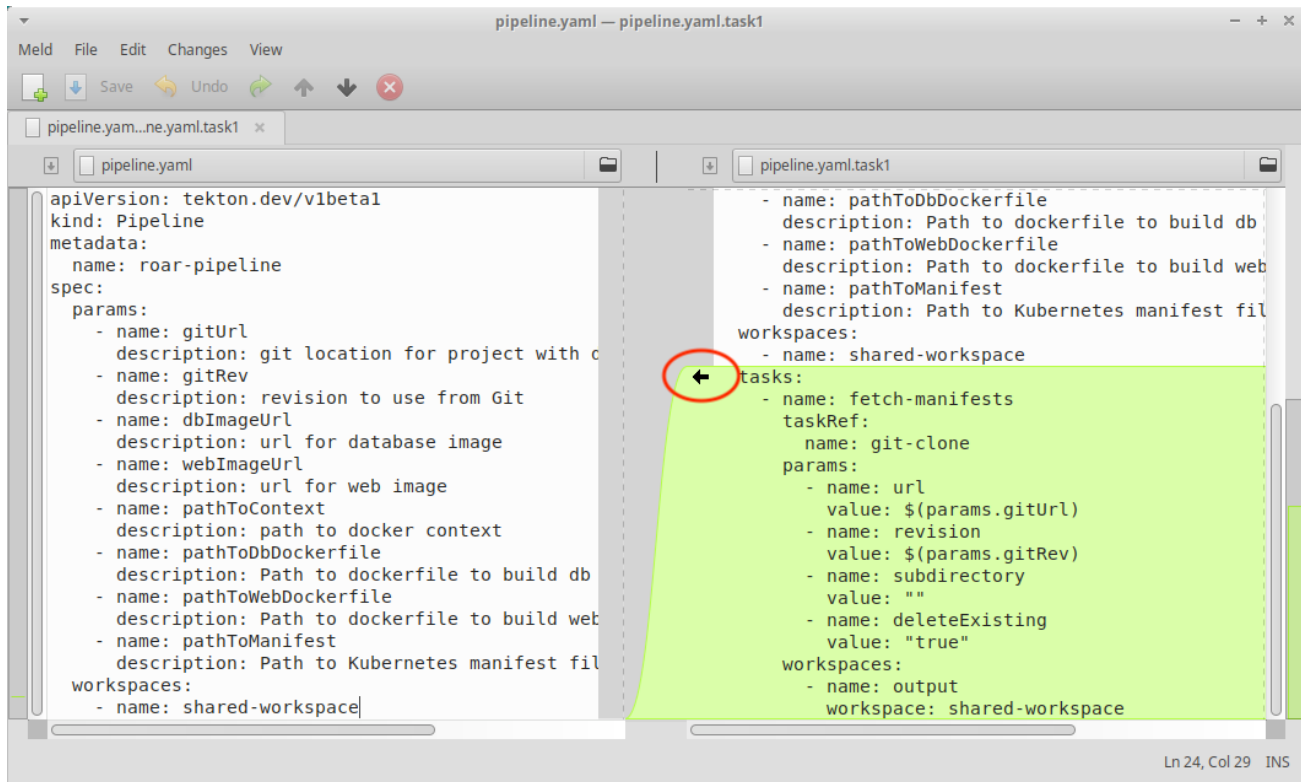 pipeline.yaml — pipeline.yaml.task1
Meld File Edit Changes View
Save Undo
pipeline.yam...ne.yaml.task1
pipeline.yaml
apiVersion: tekton.dev/v1beta1
kind: Pipeline
metadata:
name: roar-pipeline
spec:
params:
- name: gitUrl
description: git location for project with
- name: gitRev
description: revision to use from Git
- name: dbImageUrl
description: url for database image
- name: webImageUrl
description: url for web image
- name: pathToContext
description: path to docker context
- name: pathToDbDockerfile
description: Path to dockerfile to build db
- name: pathToWebDockerfile
description: Path to dockerfile to build web
- name: pathToManifest
description: Path to Kubernetes manifest fil
workspaces:
- name: shared-workspace
pipeline.yaml.task1
- name: pathToDbDockerfile
description: Path to dockerfile to build db
- name: pathToWebDockerfile
description: Path to dockerfile to build web
- name: pathToManifest
description: Path to Kubernetes manifest fil
workspaces:
- name: shared-workspace
tasks:
- name: fetch-manifests
taskRef:
name: git-clone
params:
- name: url
value: $(params.gitUrl)
- name: revision
value: $(params.gitRev)
- name: subdirectory
value: ""
- name: deleteExisting
value: "true"
workspaces:
- name: output
workspace: shared-workspace
Ln 24, Col 29 INS